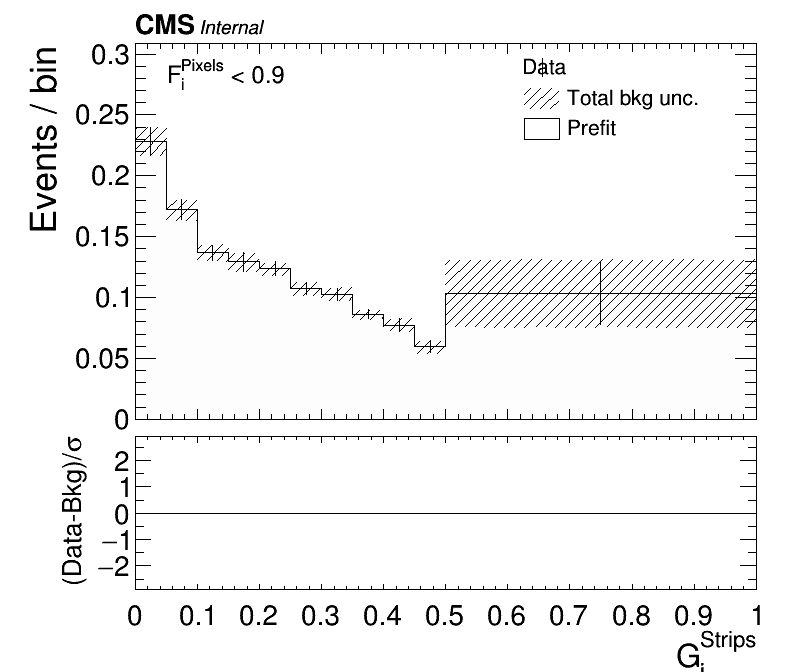 CMS Internal
F_i^Pixels < 0.9
Data
Total bkg unc.
Prefit
Events / bin
0.3
0.25
0.2
0.15
0.1
0.05
0
(Data-Bkg)/σ
2
1
0
−1
−2
0 0.1 0.2 0.3 0.4 0.5 0.6 0.7 0.8 0.9 1
G_i^Strips